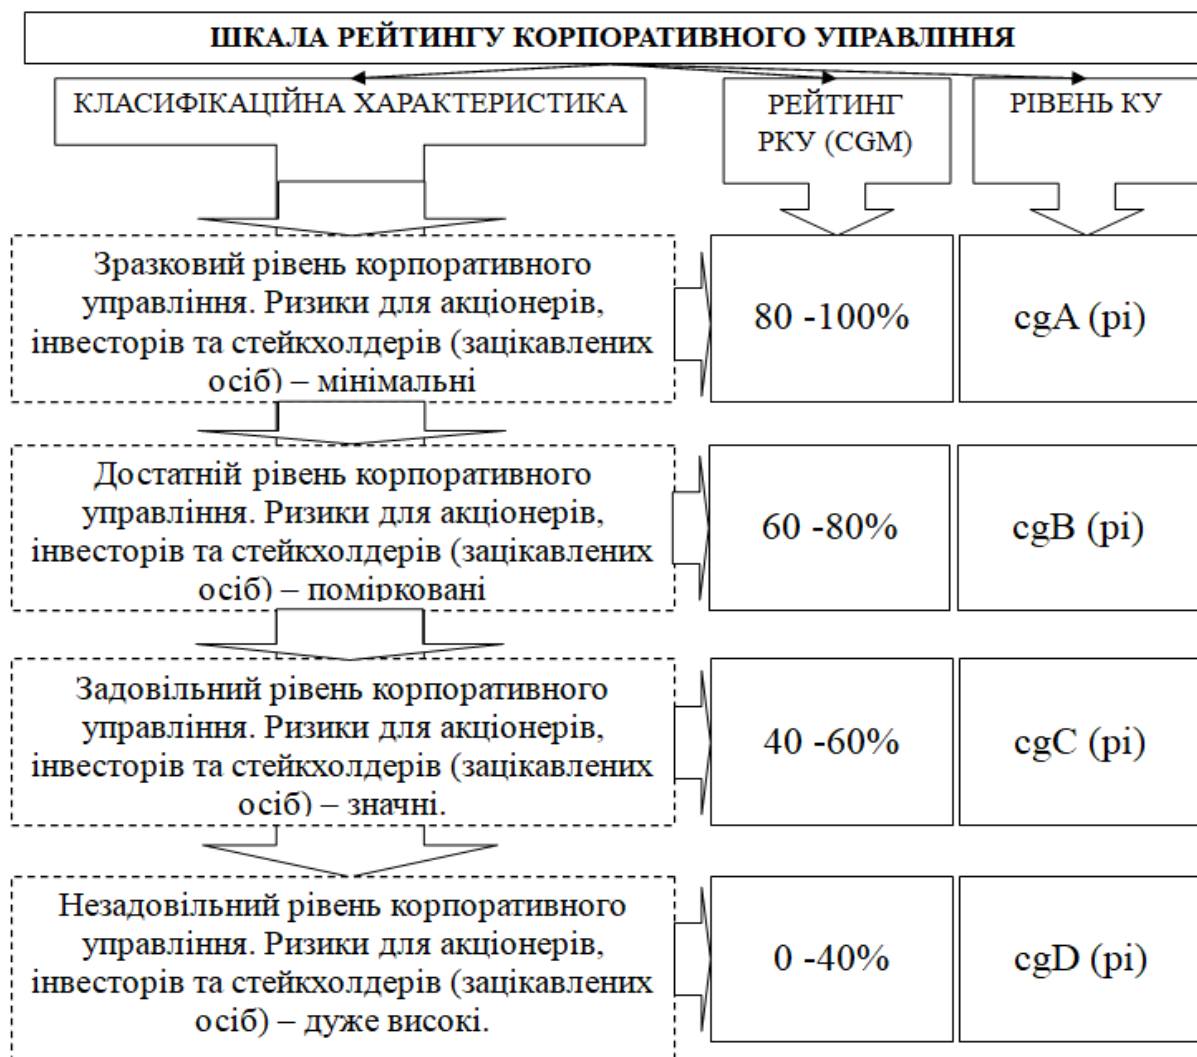 ШКАЛА РЕЙТИНГУ КОРПОРАТИВНОГО УПРАВЛІННЯ
КЛАСИФІКАЦІЙНА ХАРАКТЕРИСТИКА
РЕЙТИНГ
РКУ (CGM)
РІВЕНЬ КУ
Зразковий рівень корпоративного
управління. Ризики для акціонерів,
інвесторів та стейкхолдерів (зацікавлених
осіб) – мінімальні
80 -100%
cgA (pi)
Достатній рівень корпоративного
управління. Ризики для акціонерів,
інвесторів та стейкхолдерів (зацікавлених
осіб) – помірковані
60 -80%
cgB (pi)
Задовільний рівень корпоративного
управління. Ризики для акціонерів,
інвесторів та стейкхолдерів (зацікавлених
осіб) – значні.
40 -60%
cgC (pi)
Незадовільний рівень корпоративного
управління. Ризики для акціонерів,
інвесторів та стейкхолдерів (зацікавлених
осіб) – дуже високі.
0 -40%
cgD (pi)